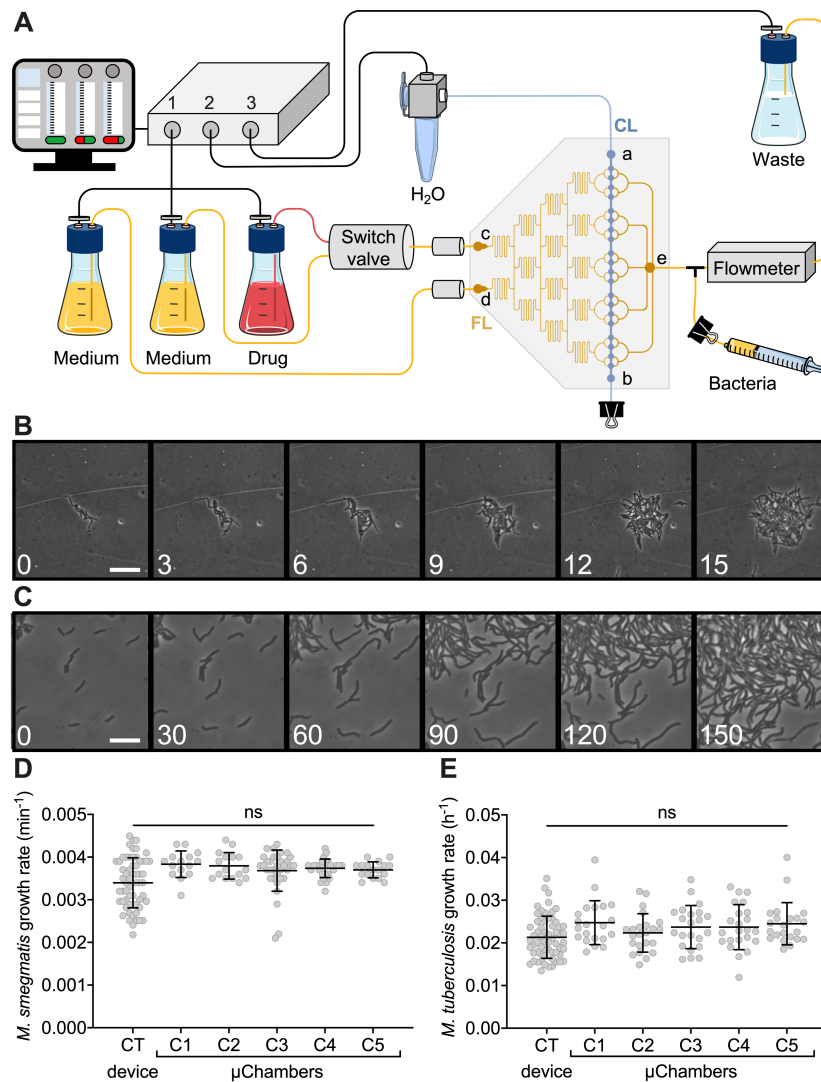 A
1 2 3
CL
a
H2O
Waste
Switch
valve
c
e
Flowmeter
d
FL
Medium Medium Drug
b
Bacteria
B
0 3 6 9 12 15
C
0 30 60 90 120 150
D
ns
M. smegmatis growth rate (min-1)
0.005
0.004
0.003
0.002
0.001
0.000
CT C1 C2 C3 C4 C5
device µChambers
E
ns
M. tuberculosis growth rate (h-1)
0.05
0.04
0.03
0.02
0.01
0.00
CT C1 C2 C3 C4 C5
device µChambers